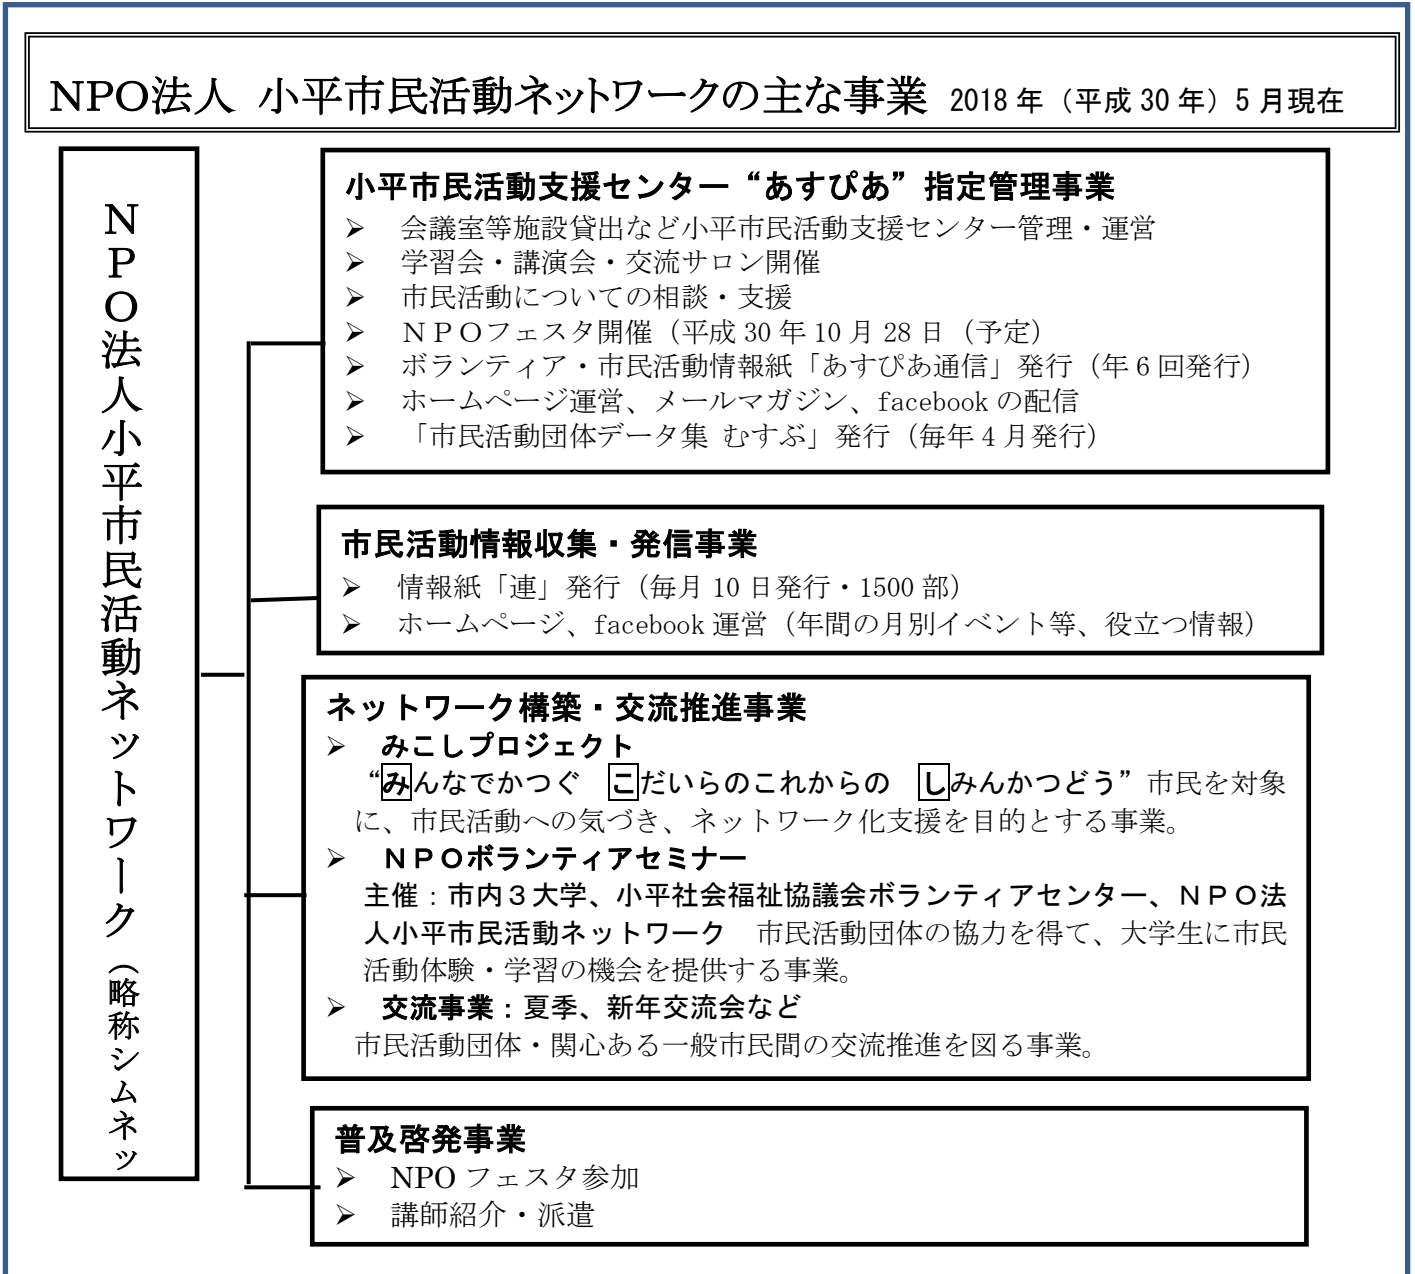 NPO法人 小平市民活動ネットワークの主な事業 2018年（平成30年）5月現在
NPO法人小平市民活動ネットワーク（略称シムネッ
小平市民活動支援センター“あすぴあ”指定管理事業
➢ 会議室等施設貸出など小平市民活動支援センター管理・運営
➢ 学習会・講演会・交流サロン開催
➢ 市民活動についての相談・支援
➢ ＮＰＯフェスタ開催（平成30年10月28日（予定）
➢ ボランティア・市民活動情報紙「あすぴあ通信」発行（年6回発行）
➢ ホームページ運営、メールマガジン、facebookの配信
➢ 「市民活動団体データ集 むすぶ」発行（毎年4月発行）
市民活動情報収集・発信事業
➢ 情報紙「連」発行（毎月10日発行・1500部）
➢ ホームページ、facebook運営（年間の月別イベント等、役立つ情報）
ネットワーク構築・交流推進事業
➢ みこしプロジェクト
“みんなでかつぐ こだいらのこれからの しみんかつどう”市民を対象
に、市民活動への気づき、ネットワーク化支援を目的とする事業。
➢ ＮＰＯボランティアセミナー
主催：市内３大学、小平社会福祉協議会ボランティアセンター、ＮＰＯ法
人小平市民活動ネットワーク 市民活動団体の協力を得て、大学生に市民
活動体験・学習の機会を提供する事業。
➢ 交流事業：夏季、新年交流会など
市民活動団体・関心ある一般市民間の交流推進を図る事業。
普及啓発事業
➢ NPOフェスタ参加
➢ 講師紹介・派遣